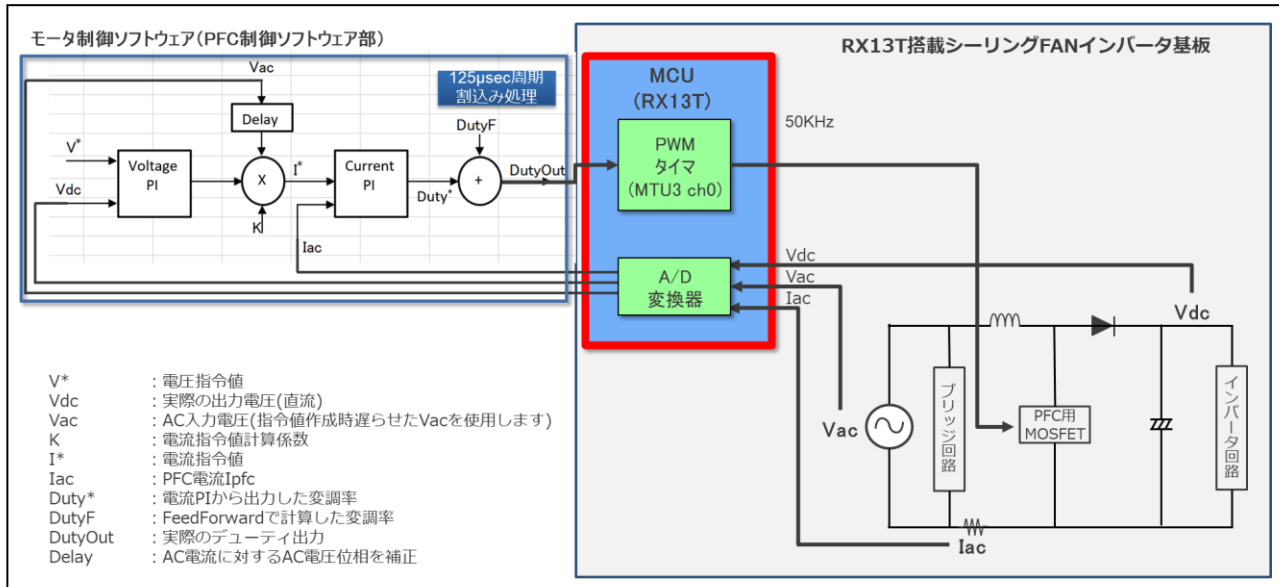 モータ制御ソフトウェア(PFC制御ソフトウェア部)
Vac
125μsec周期
割込み処理
Delay
DutyF
V*
Voltage
PI
Vdc
X
I*
K
Current
PI
Duty*
+
DutyOut
Iac
RX13T搭載シーリングFANインバータ基板
MCU
(RX13T)
PWM
タイマ
(MTU3 ch0)
50KHz
A/D
変換器
Vdc
Vac
Iac
Vdc
Vac
ブリッジ回路
PFC用
MOSFET
インバータ回路
Iac
V* : 電圧指令値
Vdc : 実際の出力電圧(直流)
Vac : AC入力電圧(指令値作成時遅らせたVacを使用します)
K : 電流指令値計算係数
I* : 電流指令値
Iac : PFC電流Ipfc
Duty* : 電流PIから出力した変調率
DutyF : FeedForwardで計算した変調率
DutyOut : 実際のデューティ出力
Delay : AC電流に対するAC電圧位相を補正